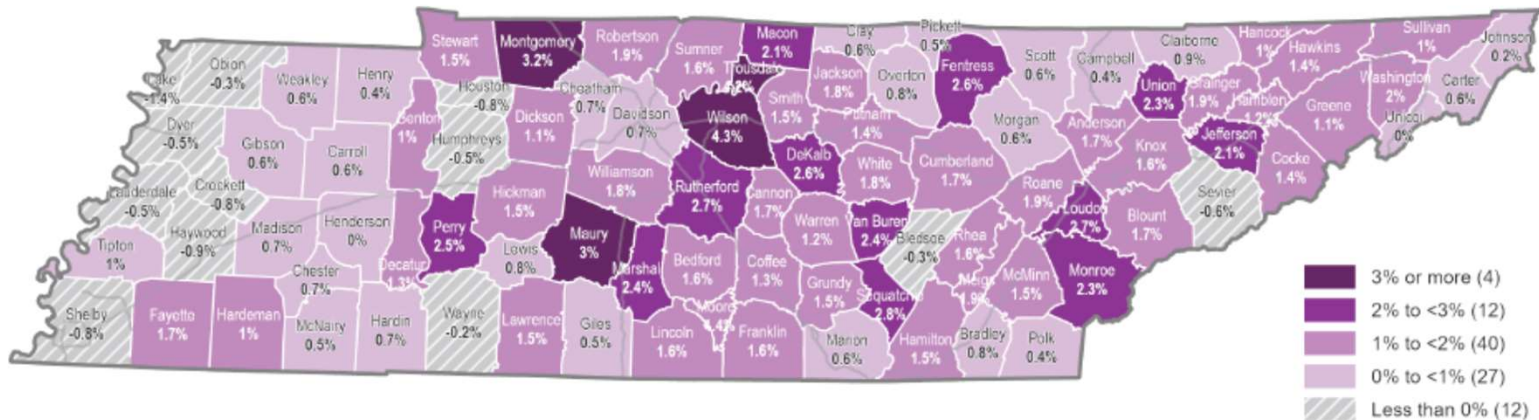 Stewart
1.5%
Montgomery
3.2%
Robertson
1.9%
Sumner
1.6%
Macon
2.1%
Trousdale
Clay
0.6%
Pickett
0.5%
Fentress
2.6%
Scott
0.6%
Campbell
0.4%
Claiborne
0.9%
Hancock
1%
Hawkins
1.4%
Sullivan
1%
Johnson
0.2%
Lake
-1.4%
Obion
-0.3%
Weakley
0.6%
Henry
0.4%
Houston
-0.8%
Cheatham
0.7%
Davidson
0.7%
Wilson
4.3%
Smith
1.5%
Jackson
1.8%
Overton
0.8%
Putnam
1.4%
Morgan
0.6%
Anderson
1.7%
Union
2.3%
Grainger
1.9%
Hamblen
1.2%
Greene
1.1%
Washington
2%
Carter
0.6%
Unicoi
0%
Dyer
-0.5%
Gibson
0.6%
Carroll
0.6%
Benton
1%
Humphreys
-0.5%
Dickson
1.1%
Williamson
1.8%
Rutherford
2.7%
Cannon
1.7%
DeKalb
2.6%
White
1.8%
Cumberland
1.7%
Roane
1.9%
Knox
1.6%
Jefferson
2.1%
Cocke
1.4%
Sevier
-0.6%
Lauderdale
-0.5%
Crockett
-0.8%
Haywood
-0.9%
Madison
0.7%
Henderson
0%
Decatur
1.3%
Perry
2.5%
Hickman
1.5%
Lewis
0.8%
Maury
3%
Marshall
2.4%
Bedford
1.6%
Coffee
1.3%
Warren
1.2%
Van Buren
2.4%
Bledsoe
-0.3%
Rhea
1.6%
Meigs
1.9%
Loudon
2.7%
Blount
1.7%
Monroe
2.3%
McMinn
1.5%
Tipton
1%
Shelby
-0.8%
Fayette
1.7%
Hardeman
1%
Chester
0.7%
McNairy
0.5%
Hardin
0.7%
Wayne
-0.2%
Lawrence
1.5%
Giles
0.5%
Lincoln
1.6%
Moore
Franklin
1.6%
Grundy
1.5%
Sequatchie
2.8%
Marion
0.6%
Hamilton
1.5%
Bradley
0.8%
Polk
0.4%
3% or more (4)
2% to <3% (12)
1% to <2% (40)
0% to <1% (27)
Less than 0% (12)